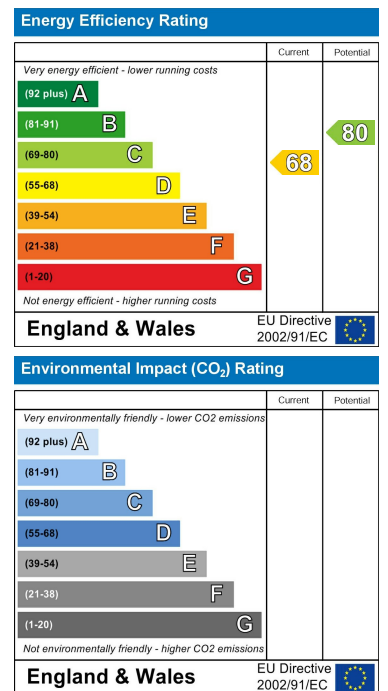 Energy Efficiency Rating
Current Potential
Very energy efficient - lower running costs
(92 plus) A
(81-91) B
80
(69-80) C
68
(55-68) D
(39-54) E
(21-38) F
(1-20) G
Not energy efficient - higher running costs
England & Wales
EU Directive
2002/91/EC
Environmental Impact (CO₂) Rating
Current Potential
Very environmentally friendly - lower CO2 emissions
(92 plus) A
(81-91) B
(69-80) C
(55-68) D
(39-54) E
(21-38) F
(1-20) G
Not environmentally friendly - higher CO2 emissions
England & Wales
EU Directive
2002/91/EC